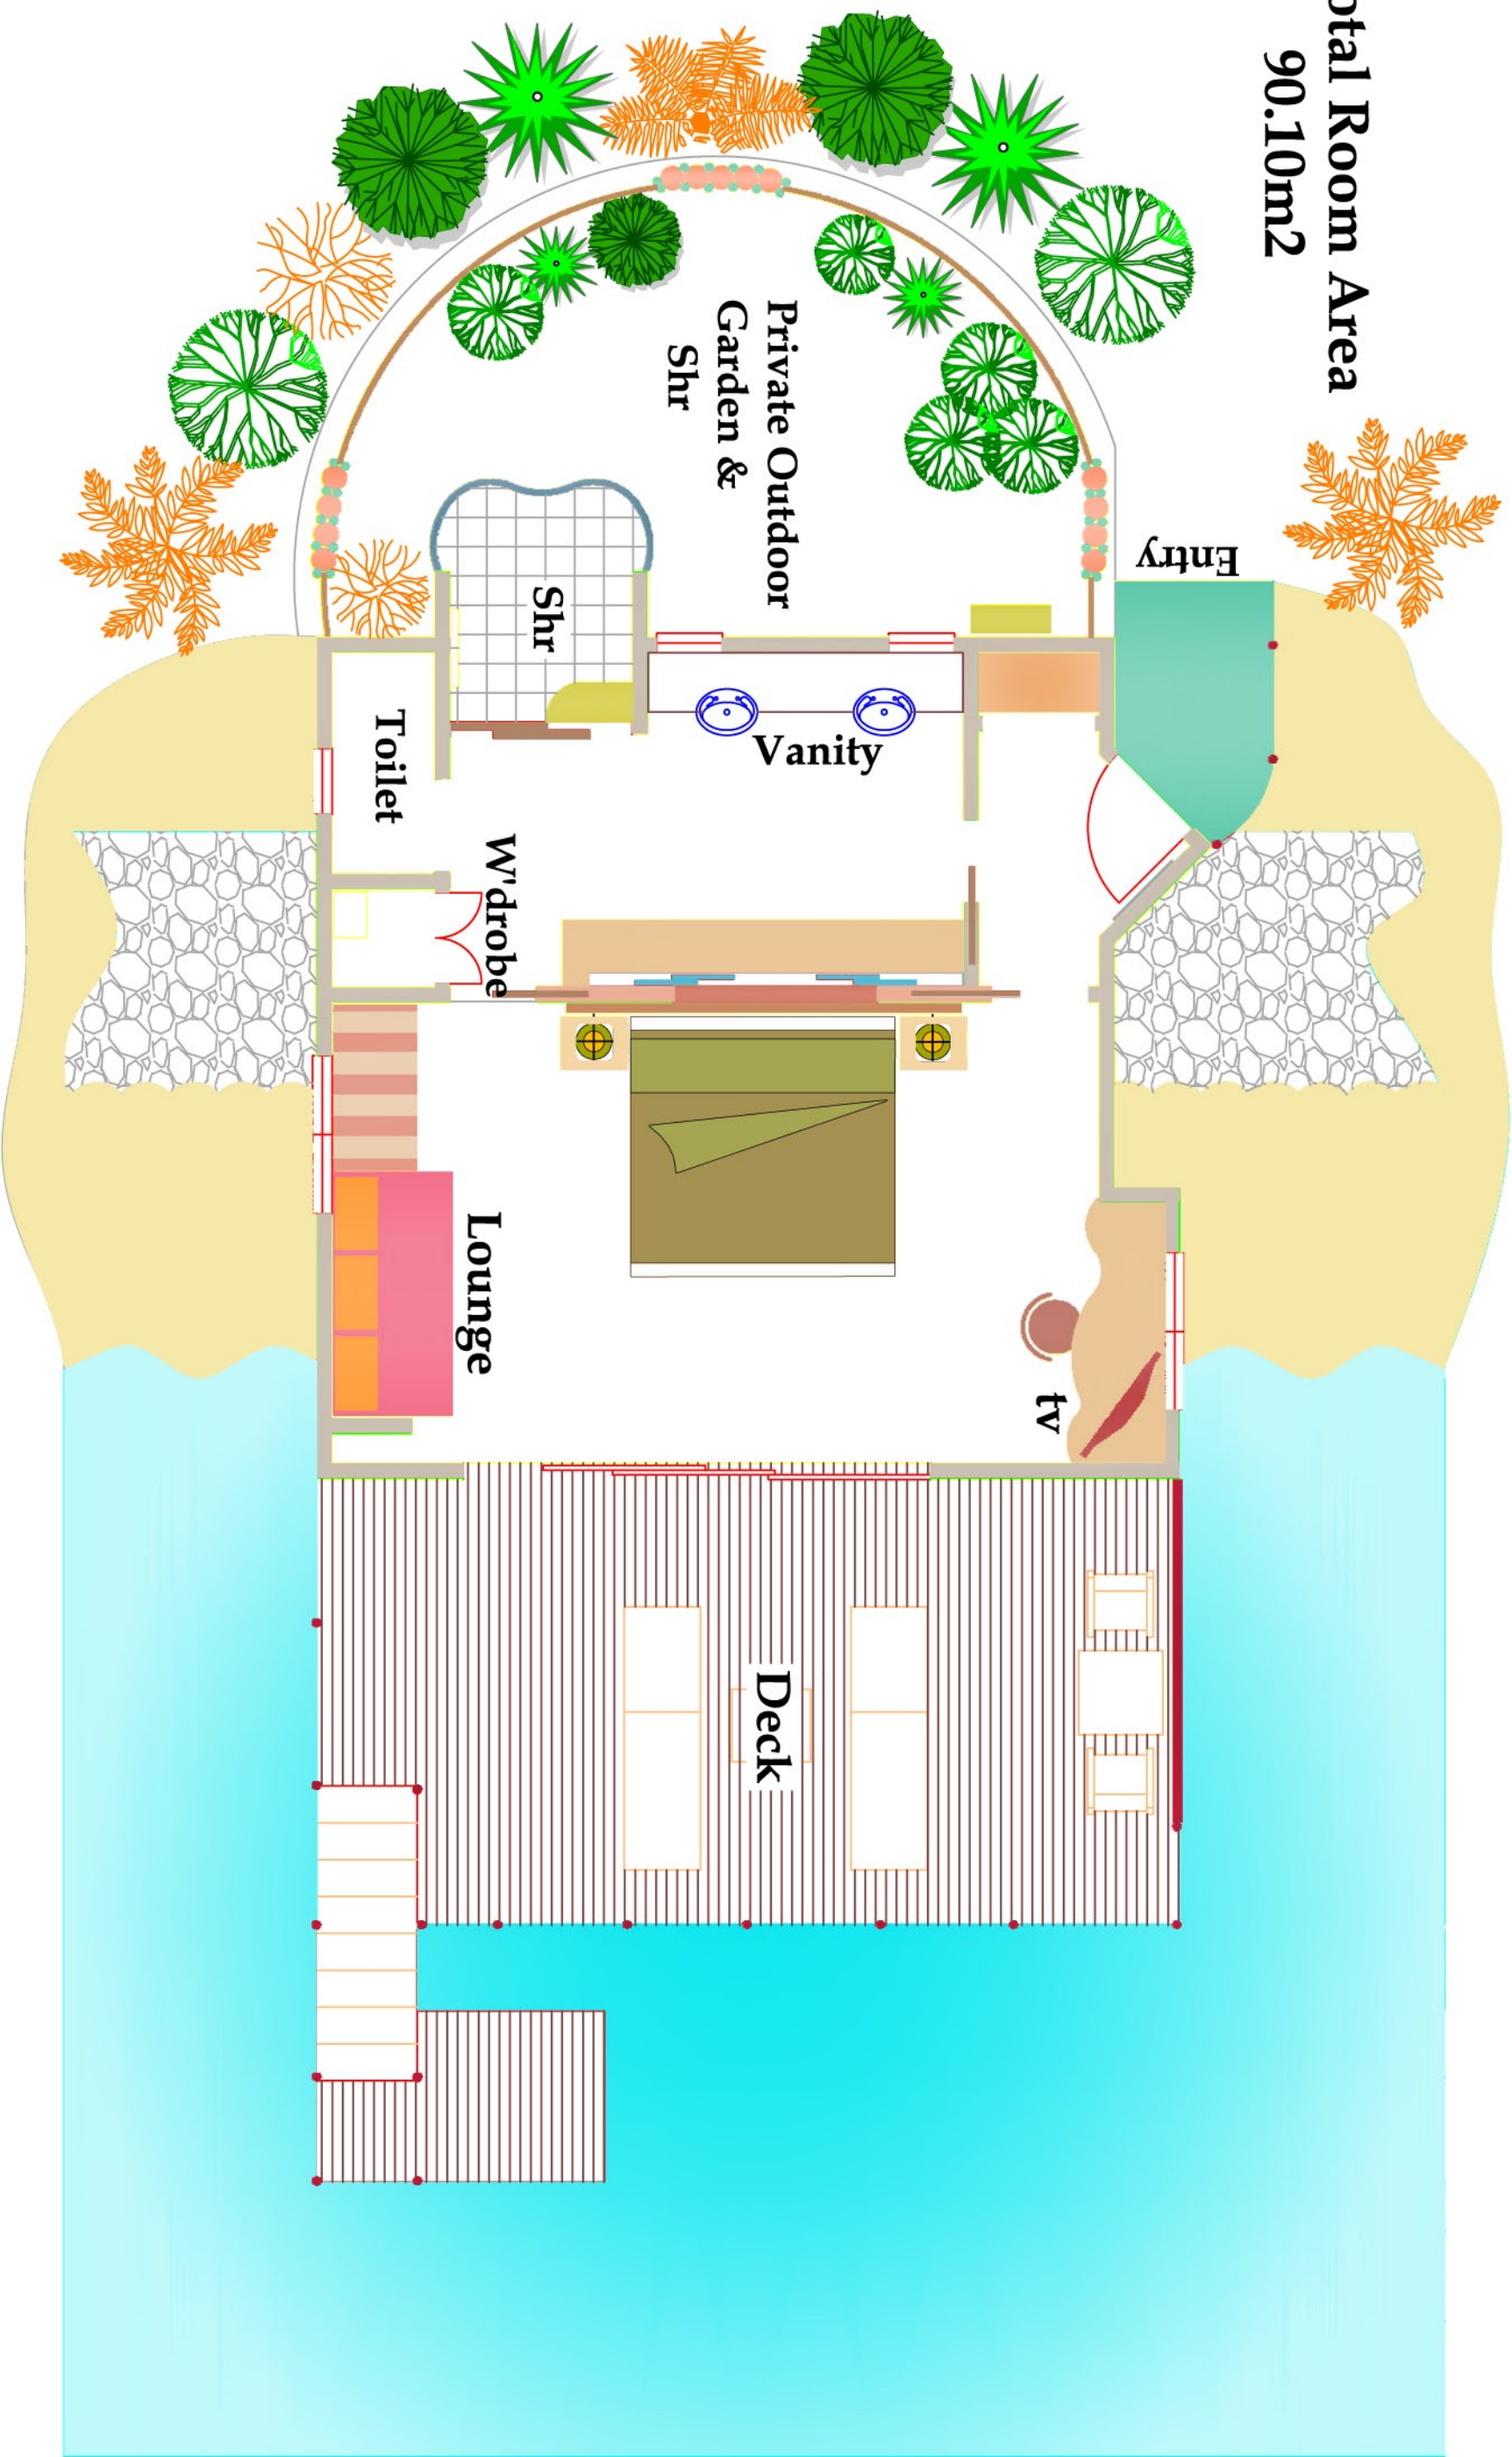 otal Room Area
90.10m2
Entry
Private Outdoor
Garden &
Shr
Shr
Vanity
Toilet
W'drobe
Lounge
tv
Deck